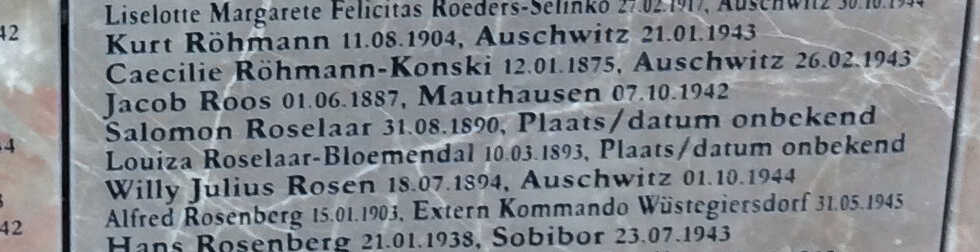 Liselotte Margarete Felicitas Roeders-Selinko 27.02.1917, Auschwitz 30.10.1944
42
Kurt Röhmann 11.08.1904, Auschwitz 21.01.1943
Caecilie Röhmann-Konski 12.01.1875, Auschwitz 26.02.1943
Jacob Roos 01.06.1887, Mauthausen 07.10.1942
Salomon Roselaar 31.08.1890, Plaats/datum onbekend
4
Louiza Roselaar-Bloemendal 10.03.1893, Plaats/datum onbekend
Willy Julius Rosen 18.07.1894, Auschwitz 01.10.1944
Alfred Rosenberg 15.01.1903, Extern Kommando Wüstegiersdorf 31.05.1945
42
Hans Rosenberg 21.01.1938, Sobibor 23.07.1943